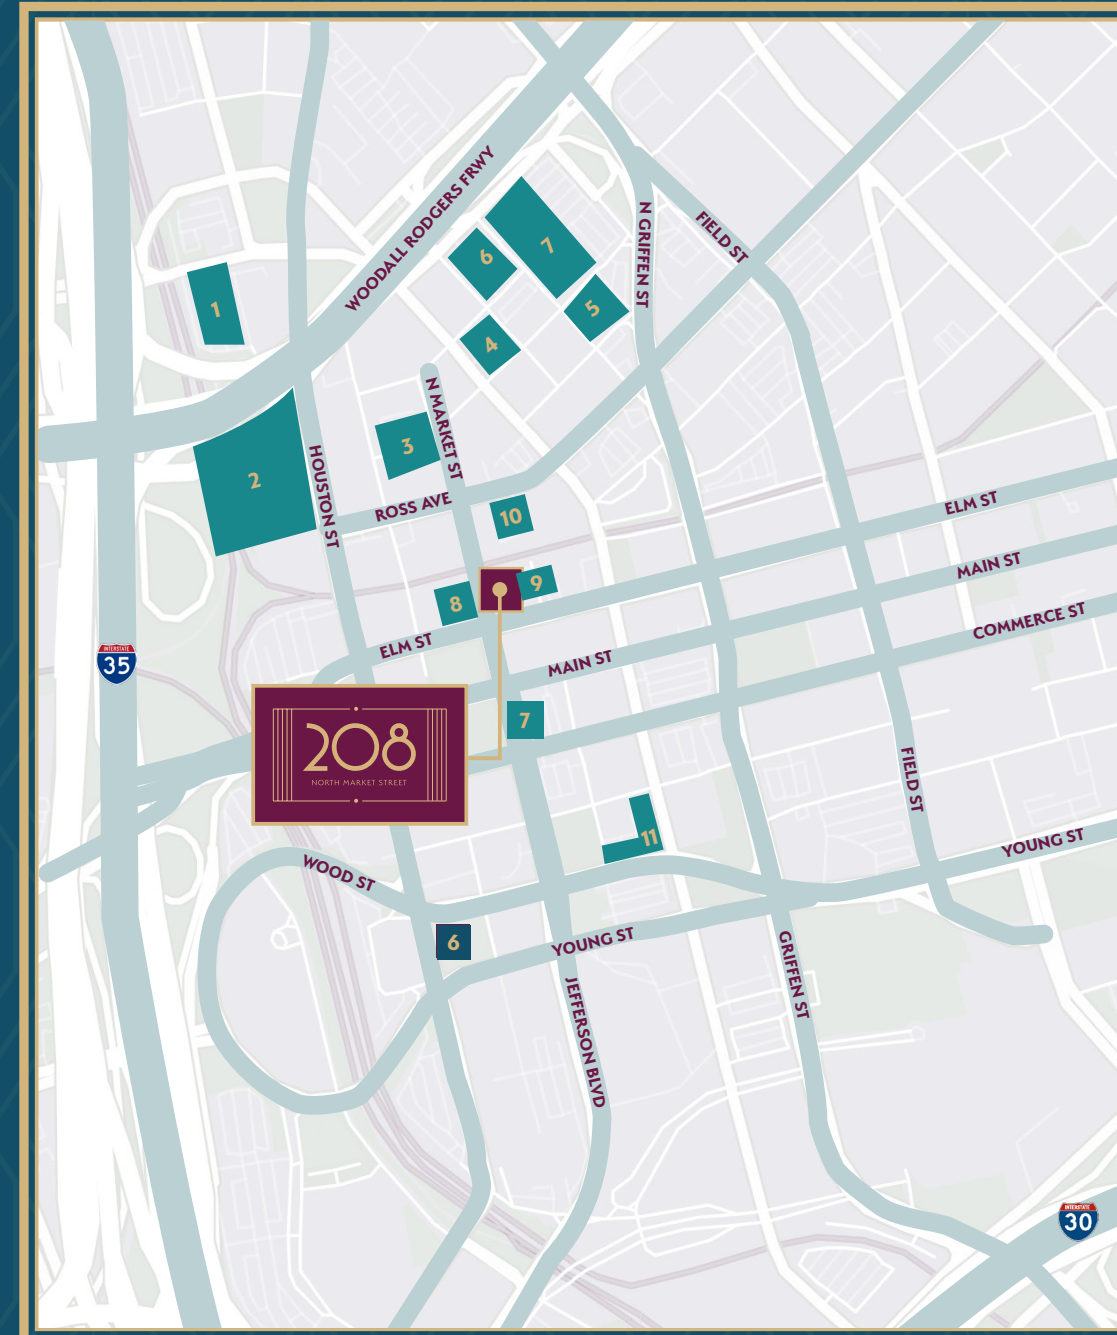 WOODALL RODGERS FRWY
N GRIFFEN ST
FIELD ST
7
6
1
5
4
N MARKET ST
3
2
HOUSTON ST
ROSS AVE
10
ELM ST
MAIN ST
9
8
COMMERCE ST
ELM ST
INTERSTATE
35
MAIN ST
7
208
NORTH MARKET STREET
FIELD ST
11
YOUNG ST
WOOD ST
6
YOUNG ST
GRIFFEN ST
JEFFERSON BLVD
INTERSTATE
30